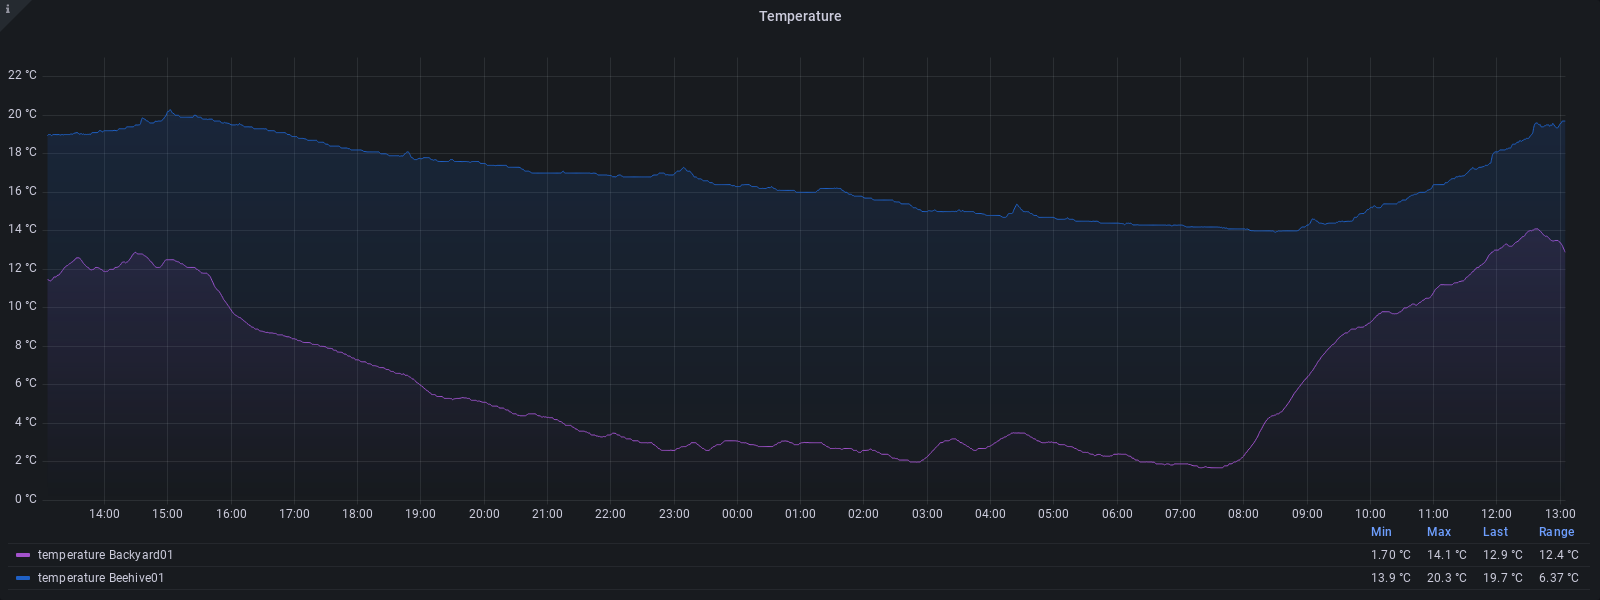 i
Temperature
22 °C
20 °C
18 °C
16 °C
14 °C
12 °C
10 °C
8 °C
6 °C
4 °C
2 °C
0 °C
14:00 15:00 16:00 17:00 18:00 19:00 20:00 21:00 22:00 23:00 00:00 01:00 02:00 03:00 04:00 05:00 06:00 07:00 08:00 09:00 10:00 11:00 12:00 13:00
Min Max Last Range
temperature Backyard01 1.70 °C 14.1 °C 12.9 °C 12.4 °C
temperature Beehive01 13.9 °C 20.3 °C 19.7 °C 6.37 °C